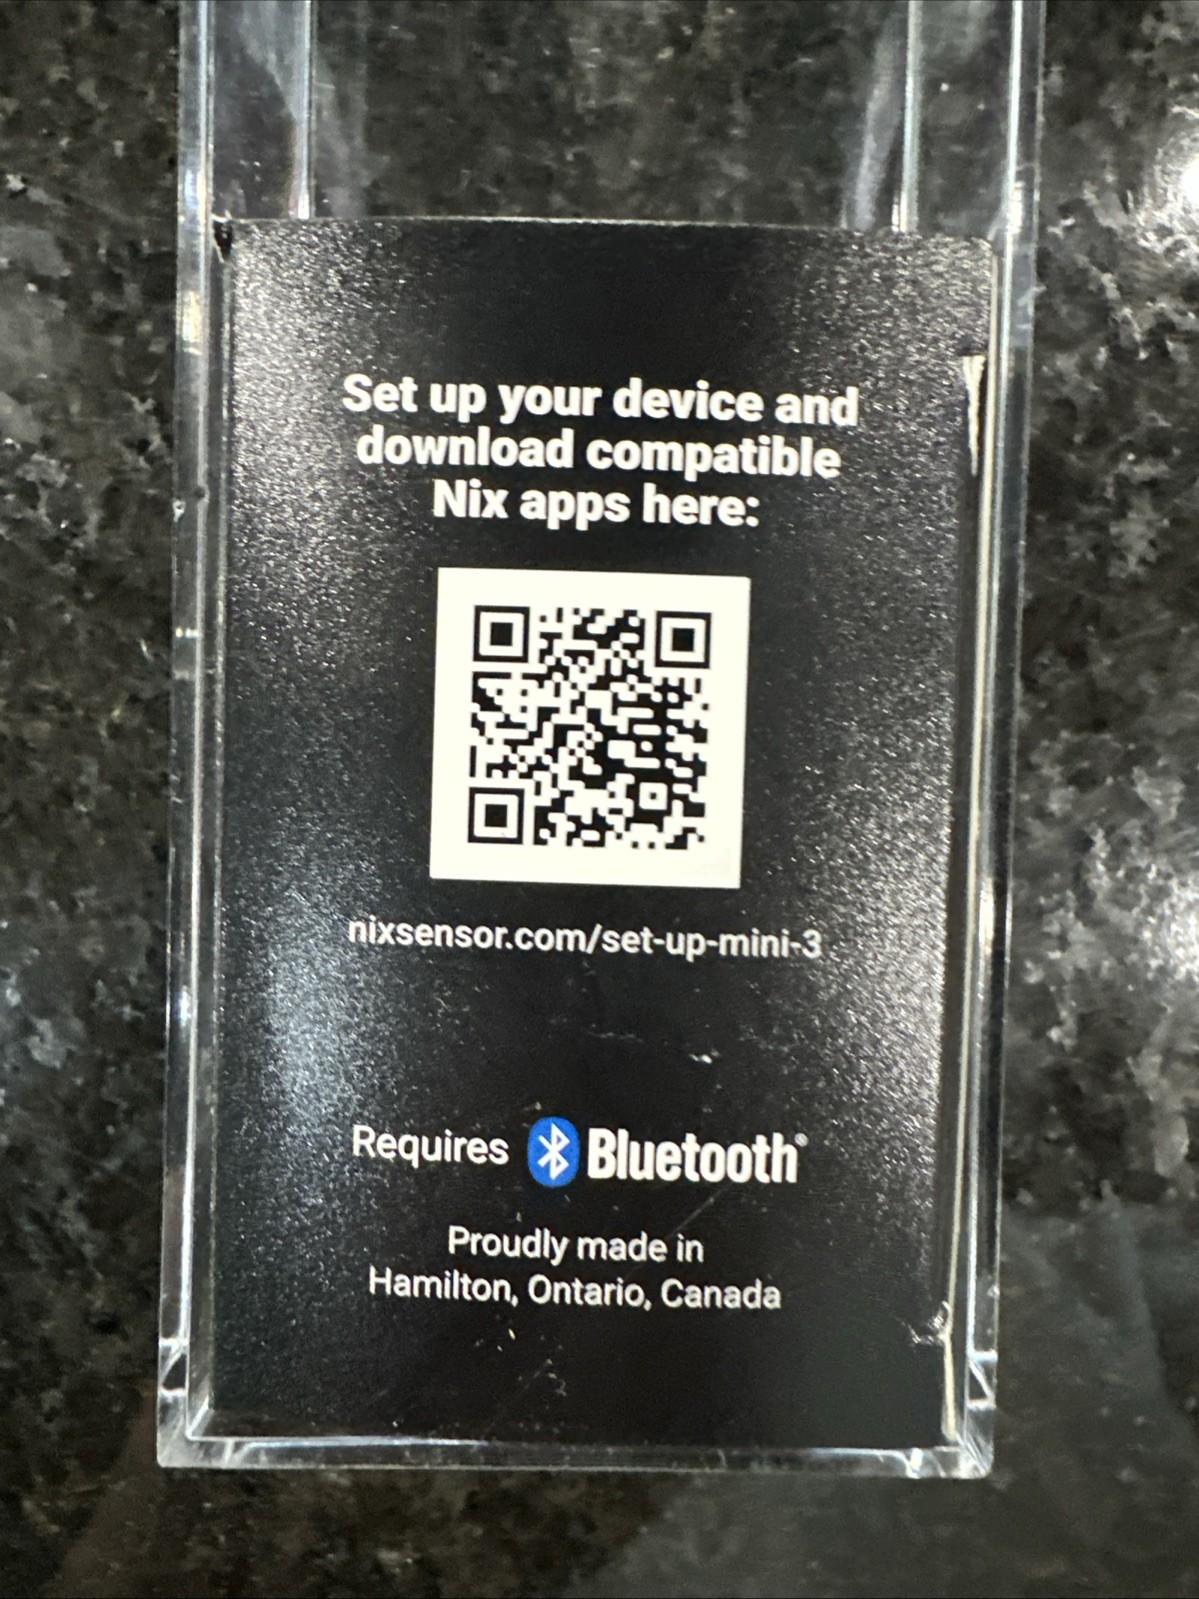 Set up your device and
download compatible
Nix apps here:
nixsensor.com/set-up-mini-3
Requires Bluetooth®
Proudly made in
Hamilton, Ontario, Canada